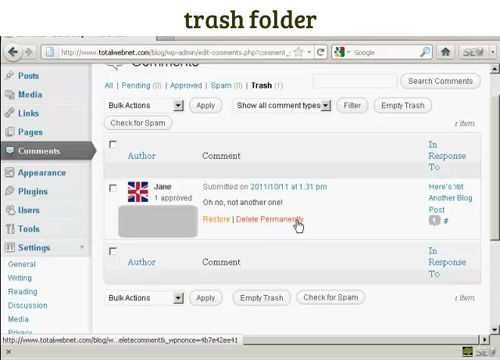 trash folder
http://www.totalwebnet.com/blog/wp-admin/edit-comments.php?comment_
Google
SEO
Posts
Comments
Media
All | Pending (0) | Approved | Spam (0) | Trash (1)
Search Comments
Links
Bulk Actions
Apply
Show all comment types
Filter
Empty Trash
Pages
Check for Spam
1 item
Comments
Author
Comment
In Response To
Appearance
Plugins
Jane
Submitted on 2011/10/11 at 1:31 pm
Here's Yet Another Blog Post
1 approved
Oh no, not another one!
Users
Restore | Delete Permanently
1 #
Tools
Settings
General
Author
Comment
In Response To
Writing
Reading
Bulk Actions
Apply
Empty Trash
Check for Spam
1 item
Discussion
Media
Privacy
www.totalwebnet.com/blog/w...eletecomment&_wpnonce=4b7e42ee41
SEO